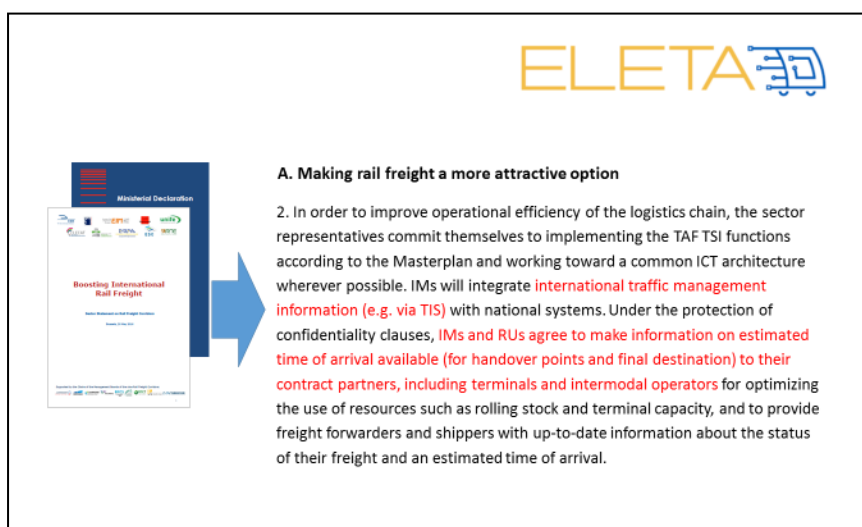 ELETA
A. Making rail freight a more attractive option
Ministerial Declaration
2. In order to improve operational efficiency of the logistics chain, the sector
representatives commit themselves to implementing the TAF TSI functions
according to the Masterplan and working toward a common ICT architecture
wherever possible. IMs will integrate international traffic management
information (e.g. via TIS) with national systems. Under the protection of
confidentiality clauses, IMs and RUs agree to make information on estimated
time of arrival available (for handover points and final destination) to their
contract partners, including terminals and intermodal operators for optimizing
the use of resources such as rolling stock and terminal capacity, and to provide
freight forwarders and shippers with up-to-date information about the status
of their freight and an estimated time of arrival.
Boosting International
Rail Freight